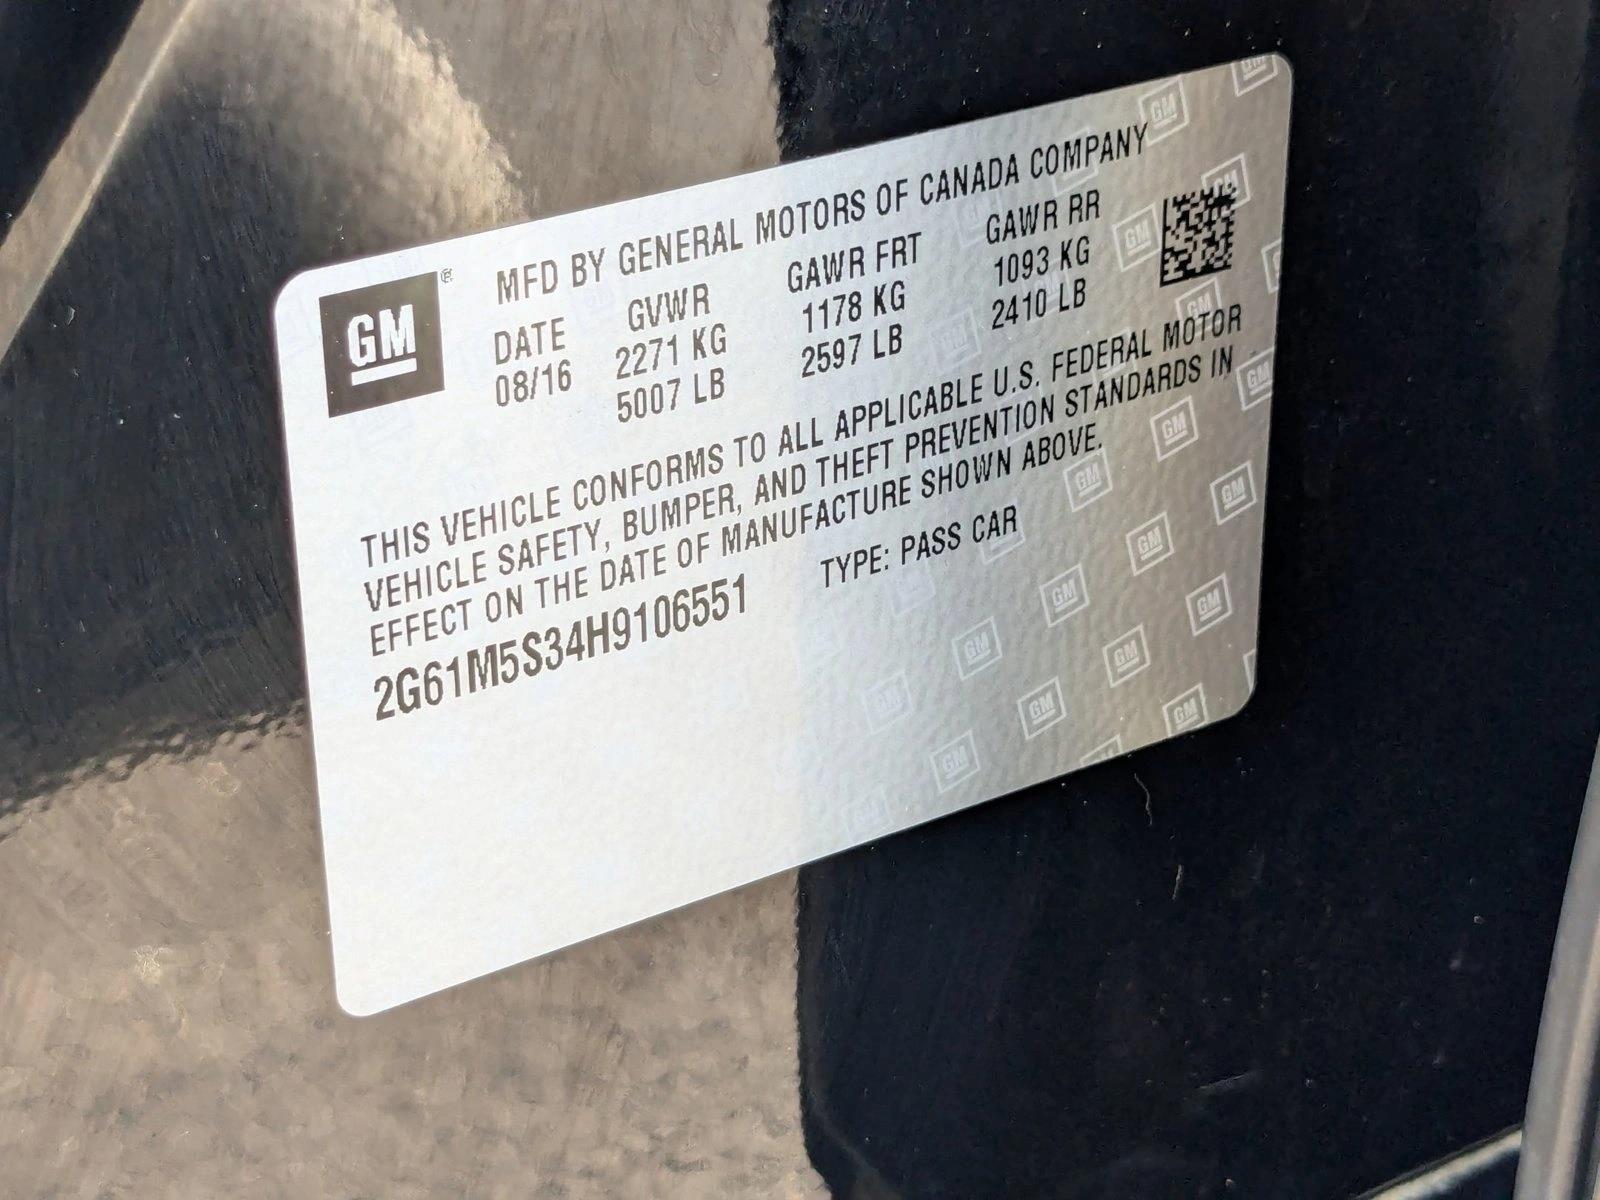 GM
MFD BY GENERAL MOTORS OF CANADA COMPANY
DATE GVWR GAWR FRT GAWR RR
08/16 2271 KG 1178 KG 1093 KG
5007 LB 2597 LB 2410 LB
THIS VEHICLE CONFORMS TO ALL APPLICABLE U.S. FEDERAL MOTOR
VEHICLE SAFETY, BUMPER, AND THEFT PREVENTION STANDARDS IN
EFFECT ON THE DATE OF MANUFACTURE SHOWN ABOVE.
2G61M5S34H9106551 TYPE: PASS CAR